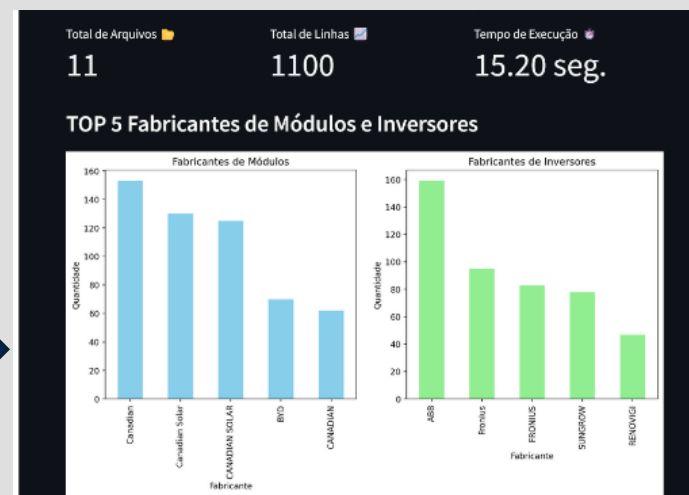 Total de Arquivos
Total de Linhas
Tempo de Execução
11
1100
15.20 seg.
TOP 5 Fabricantes de Módulos e Inversores
Fabricantes de Módulos
160
140
120
100
80
60
40
20
0
Quantidade
Canadian
Canadian Solar
CANADIAN SOLAR
BYD
CANADIAN
Fabricante
Fabricantes de Inversores
160
140
120
100
80
60
40
20
0
Quantidade
ABB
Fronius
FRONIUS
SUNGROW
RENOVIGI
Fabricante